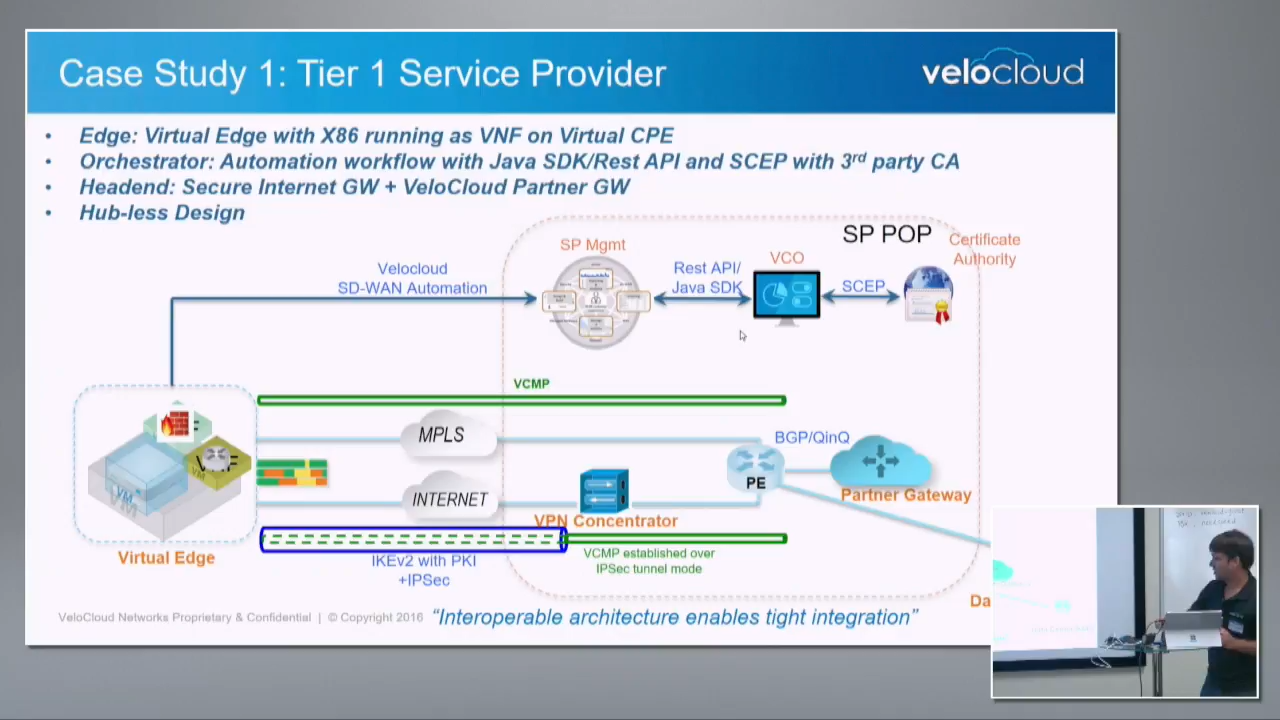 Case Study 1: Tier 1 Service Provider
velocloud
• Edge: Virtual Edge with X86 running as VNF on Virtual CPE
• Orchestrator: Automation workflow with Java SDK/Rest API and SCEP with 3rd party CA
• Headend: Secure Internet GW + VeloCloud Partner GW
• Hub-less Design
SP POP
SP Mgmt
Certificate
Authority
VCO
Velocloud
SD-WAN Automation
Rest API/
Java SDK
SCEP
VCMP
MPLS
BGP/QinQ
VM
VM
VM
INTERNET
PE
Partner Gateway
VPN Concentrator
Virtual Edge
IKEv2 with PKI
+IPSec
VCMP established over
IPSec tunnel mode
Da
VeloCloud Networks Proprietary & Confidential | © Copyright 2016
“Interoperable architecture enables tight integration”